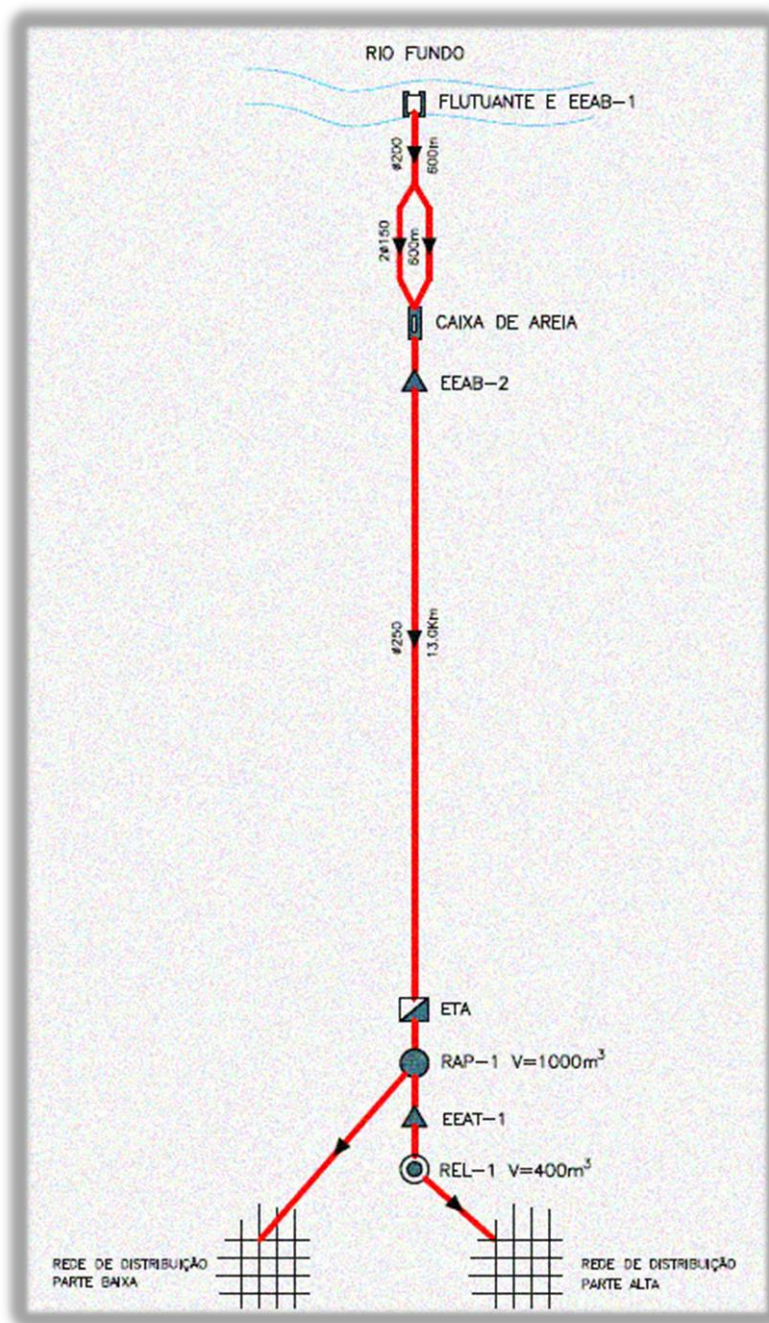 RIO FUNDO
FLUTUANTE E EEAB-1
ø200
600m
2ø150
600m
CAIXA DE AREIA
EEAB-2
ø250
13.0Km
ETA
RAP-1 V=1000m³
EEAT-1
REL-1 V=400m³
REDE DE DISTRIBUIÇÃO
PARTE BAIXA
REDE DE DISTRIBUIÇÃO
PARTE ALTA